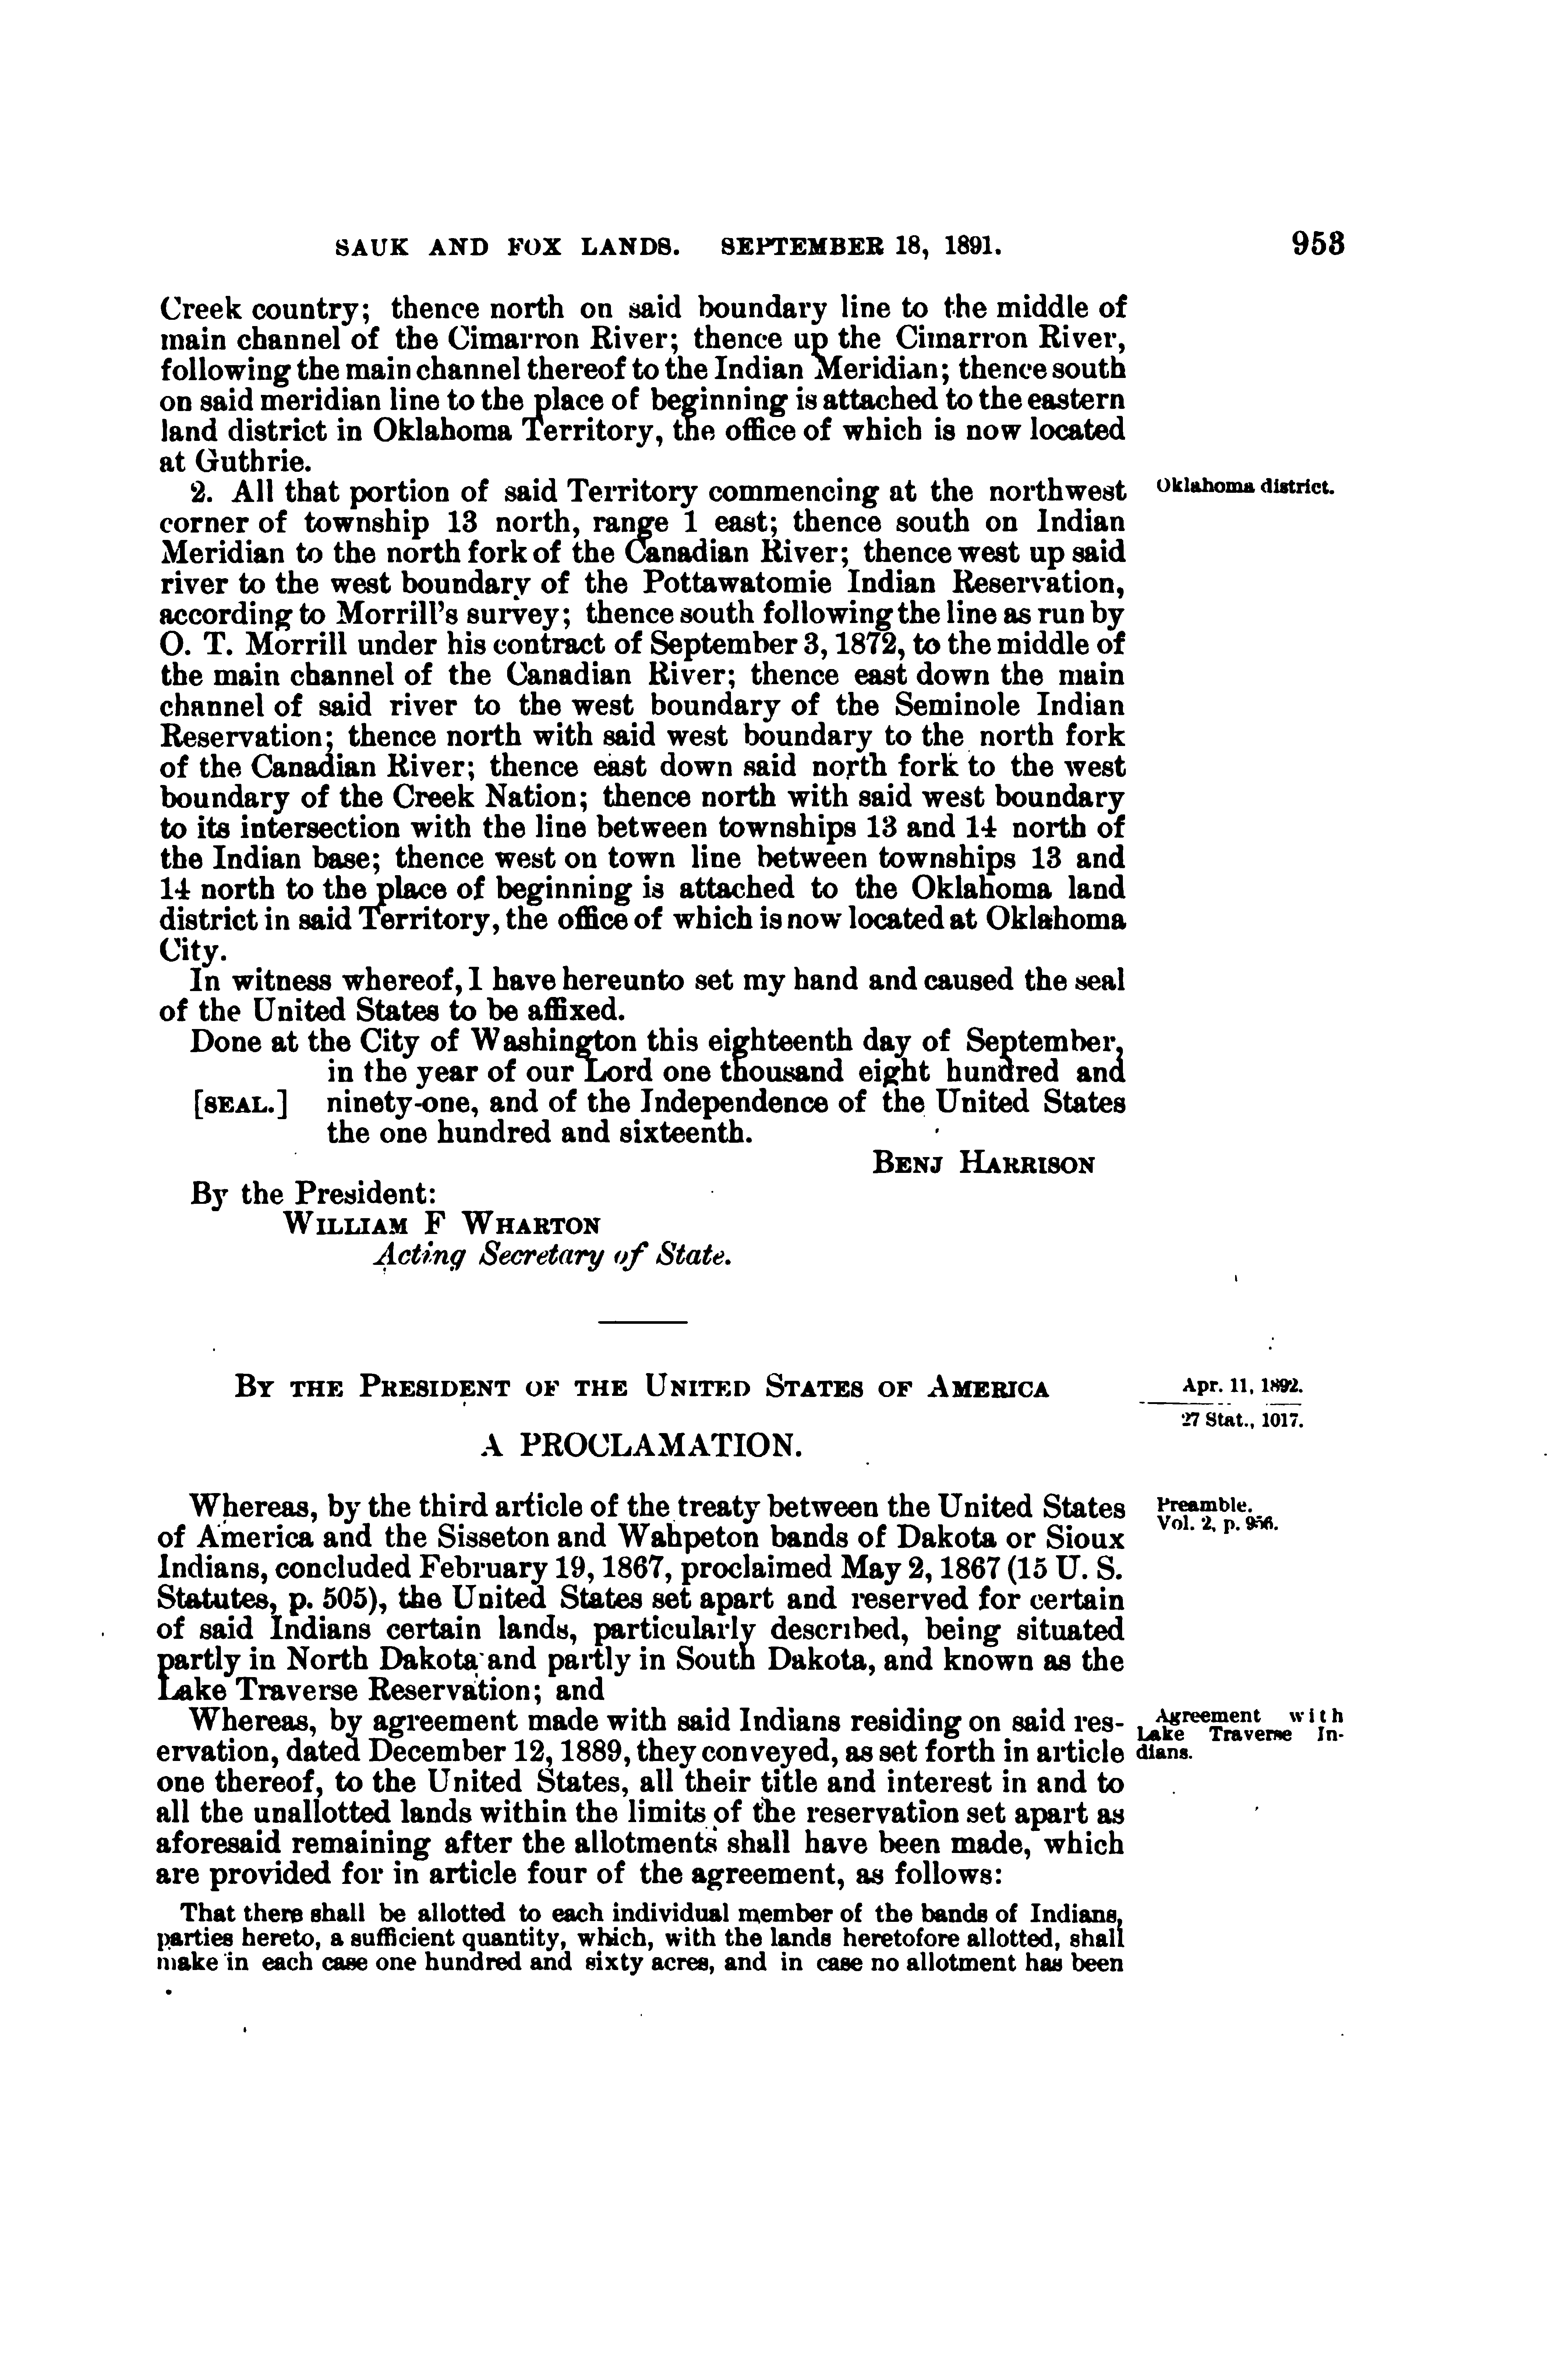 SAUK AND FOX LANDS. SEPTEMBER 18, 1891. 953
Creek country; thence north on said boundary line to the middle of
main channel of the Cimarron River; thence up the Cimarron River,
following the main channel thereof to the Indian Meridian; thence south
on said meridian line to the place of beginning is attached to the eastern
land district in Oklahoma Territory, the office of which is now located
at Guthrie.
2. All that portion of said Territory commencing at the northwest
Oklahoma district.
corner of township 13 north, range 1 east; thence south on Indian
Meridian to the north fork of the Canadian River; thence west up said
river to the west boundary of the Pottawatomie Indian Reservation,
according to Morrill's survey; thence south following the line as run by
O. T. Morrill under his contract of September 3, 1872, to the middle of
the main channel of the Canadian River; thence east down the main
channel of said river to the west boundary of the Seminole Indian
Reservation; thence north with said west boundary to the north fork
of the Canadian River; thence east down said north fork to the west
boundary of the Creek Nation; thence north with said west boundary
to its intersection with the line between townships 13 and 14 north of
the Indian base; thence west on town line between townships 13 and
14 north to the place of beginning is attached to the Oklahoma land
district in said Territory, the office of which is now located at Oklahoma
City.
In witness whereof, I have hereunto set my hand and caused the seal
of the United States to be affixed.
Done at the City of Washington this eighteenth day of September,
in the year of our Lord one thousand eight hundred and
[SEAL.] ninety-one, and of the Independence of the United States
the one hundred and sixteenth.
BENJ HARRISON
By the President:
WILLIAM F WHARTON
Acting Secretary of State.
BY THE PRESIDENT OF THE UNITED STATES OF AMERICA
Apr. 11, 1892.
27 Stat., 1017.
A PROCLAMATION.
Whereas, by the third article of the treaty between the United States
Preamble.
Vol. 2, p. 956.
of America and the Sisseton and Wahpeton bands of Dakota or Sioux
Indians, concluded February 19, 1867, proclaimed May 2, 1867 (15 U. S.
Statutes, p. 505), the United States set apart and reserved for certain
of said Indians certain lands, particularly described, being situated
partly in North Dakota and partly in South Dakota, and known as the
Lake Traverse Reservation; and
Whereas, by agreement made with said Indians residing on said res-
Agreement with
Lake Traverse In-
dians.
ervation, dated December 12, 1889, they conveyed, as set forth in article
one thereof, to the United States, all their title and interest in and to
all the unallotted lands within the limits of the reservation set apart as
aforesaid remaining after the allotments shall have been made, which
are provided for in article four of the agreement, as follows:
That there shall be allotted to each individual member of the bands of Indians,
parties hereto, a sufficient quantity, which, with the lands heretofore allotted, shall
make in each case one hundred and sixty acres, and in case no allotment has been